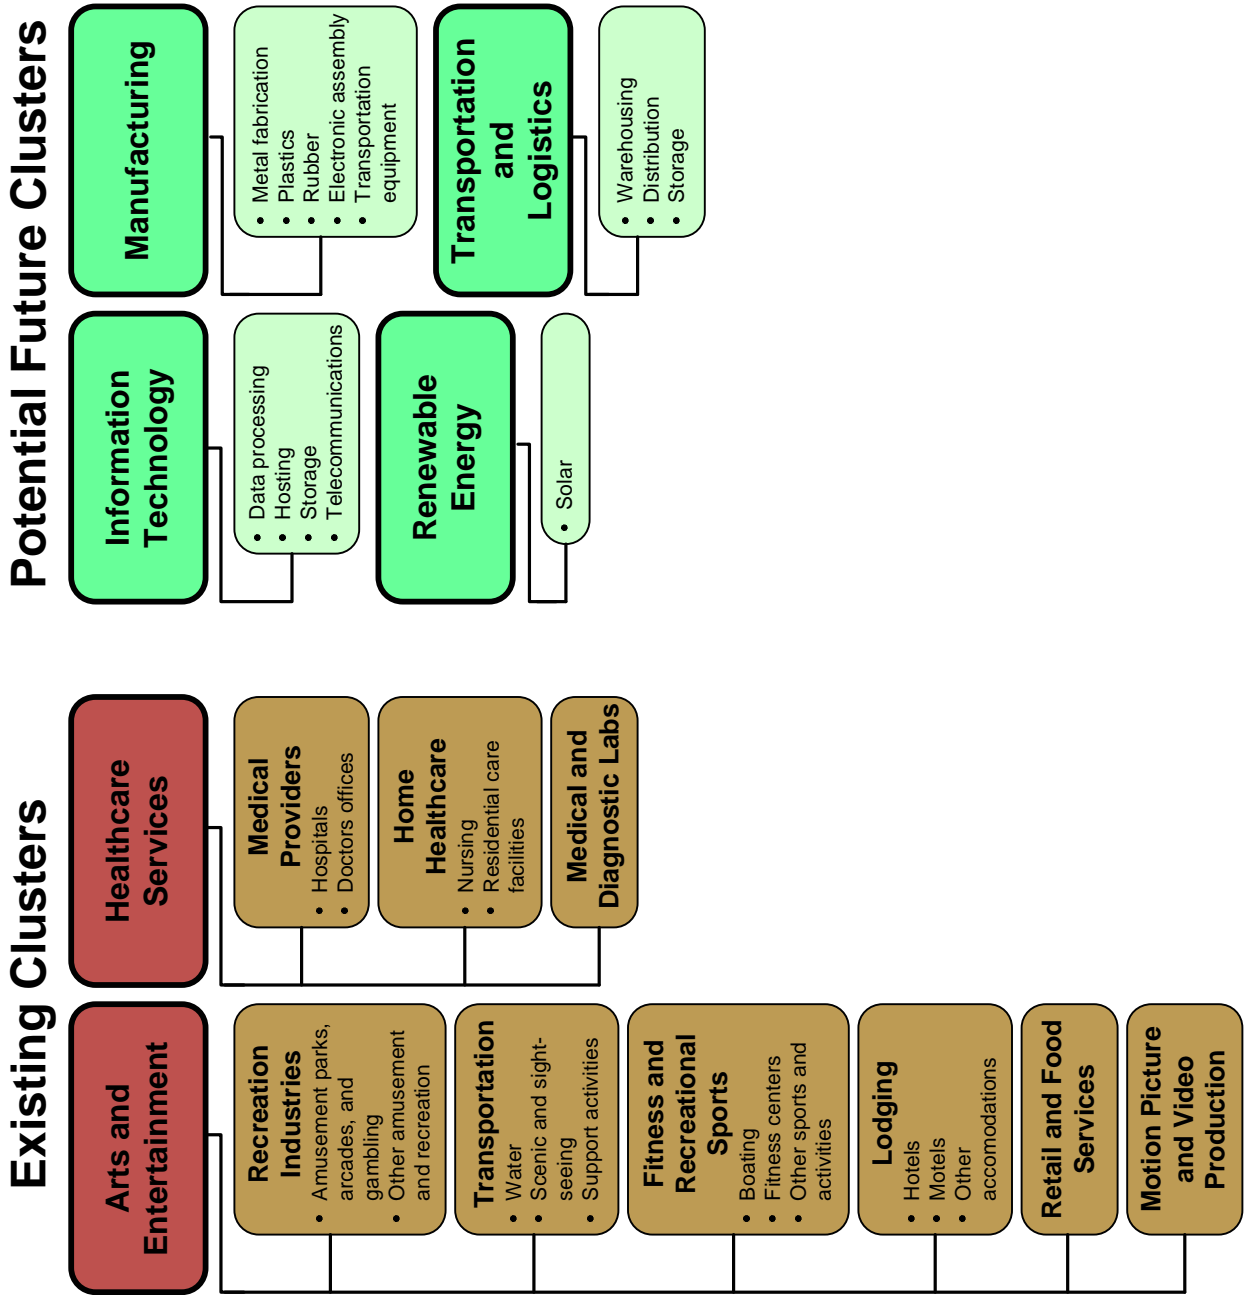 Existing Clusters
Arts and
Entertainment
Recreation
Industries
• Amusement parks,
arcades, and
gambling
• Other amusement
and recreation
Transportation
• Water
• Scenic and sight-
seeing
• Support activities
Fitness and
Recreational
Sports
• Boating
• Fitness centers
• Other sports and
activities
Lodging
• Hotels
• Motels
• Other
accomodations
Retail and Food
Services
Motion Picture
and Video
Production
Healthcare
Services
Medical
Providers
• Hospitals
• Doctors offices
Home
Healthcare
• Nursing
• Residential care
facilities
Medical and
Diagnostic Labs
Potential Future Clusters
Information
Technology
• Data processing
• Hosting
• Storage
• Telecommunications
Renewable
Energy
• Solar
Manufacturing
• Metal fabrication
• Plastics
• Rubber
• Electronic assembly
• Transportation
equipment
Transportation
and
Logistics
• Warehousing
• Distribution
• Storage